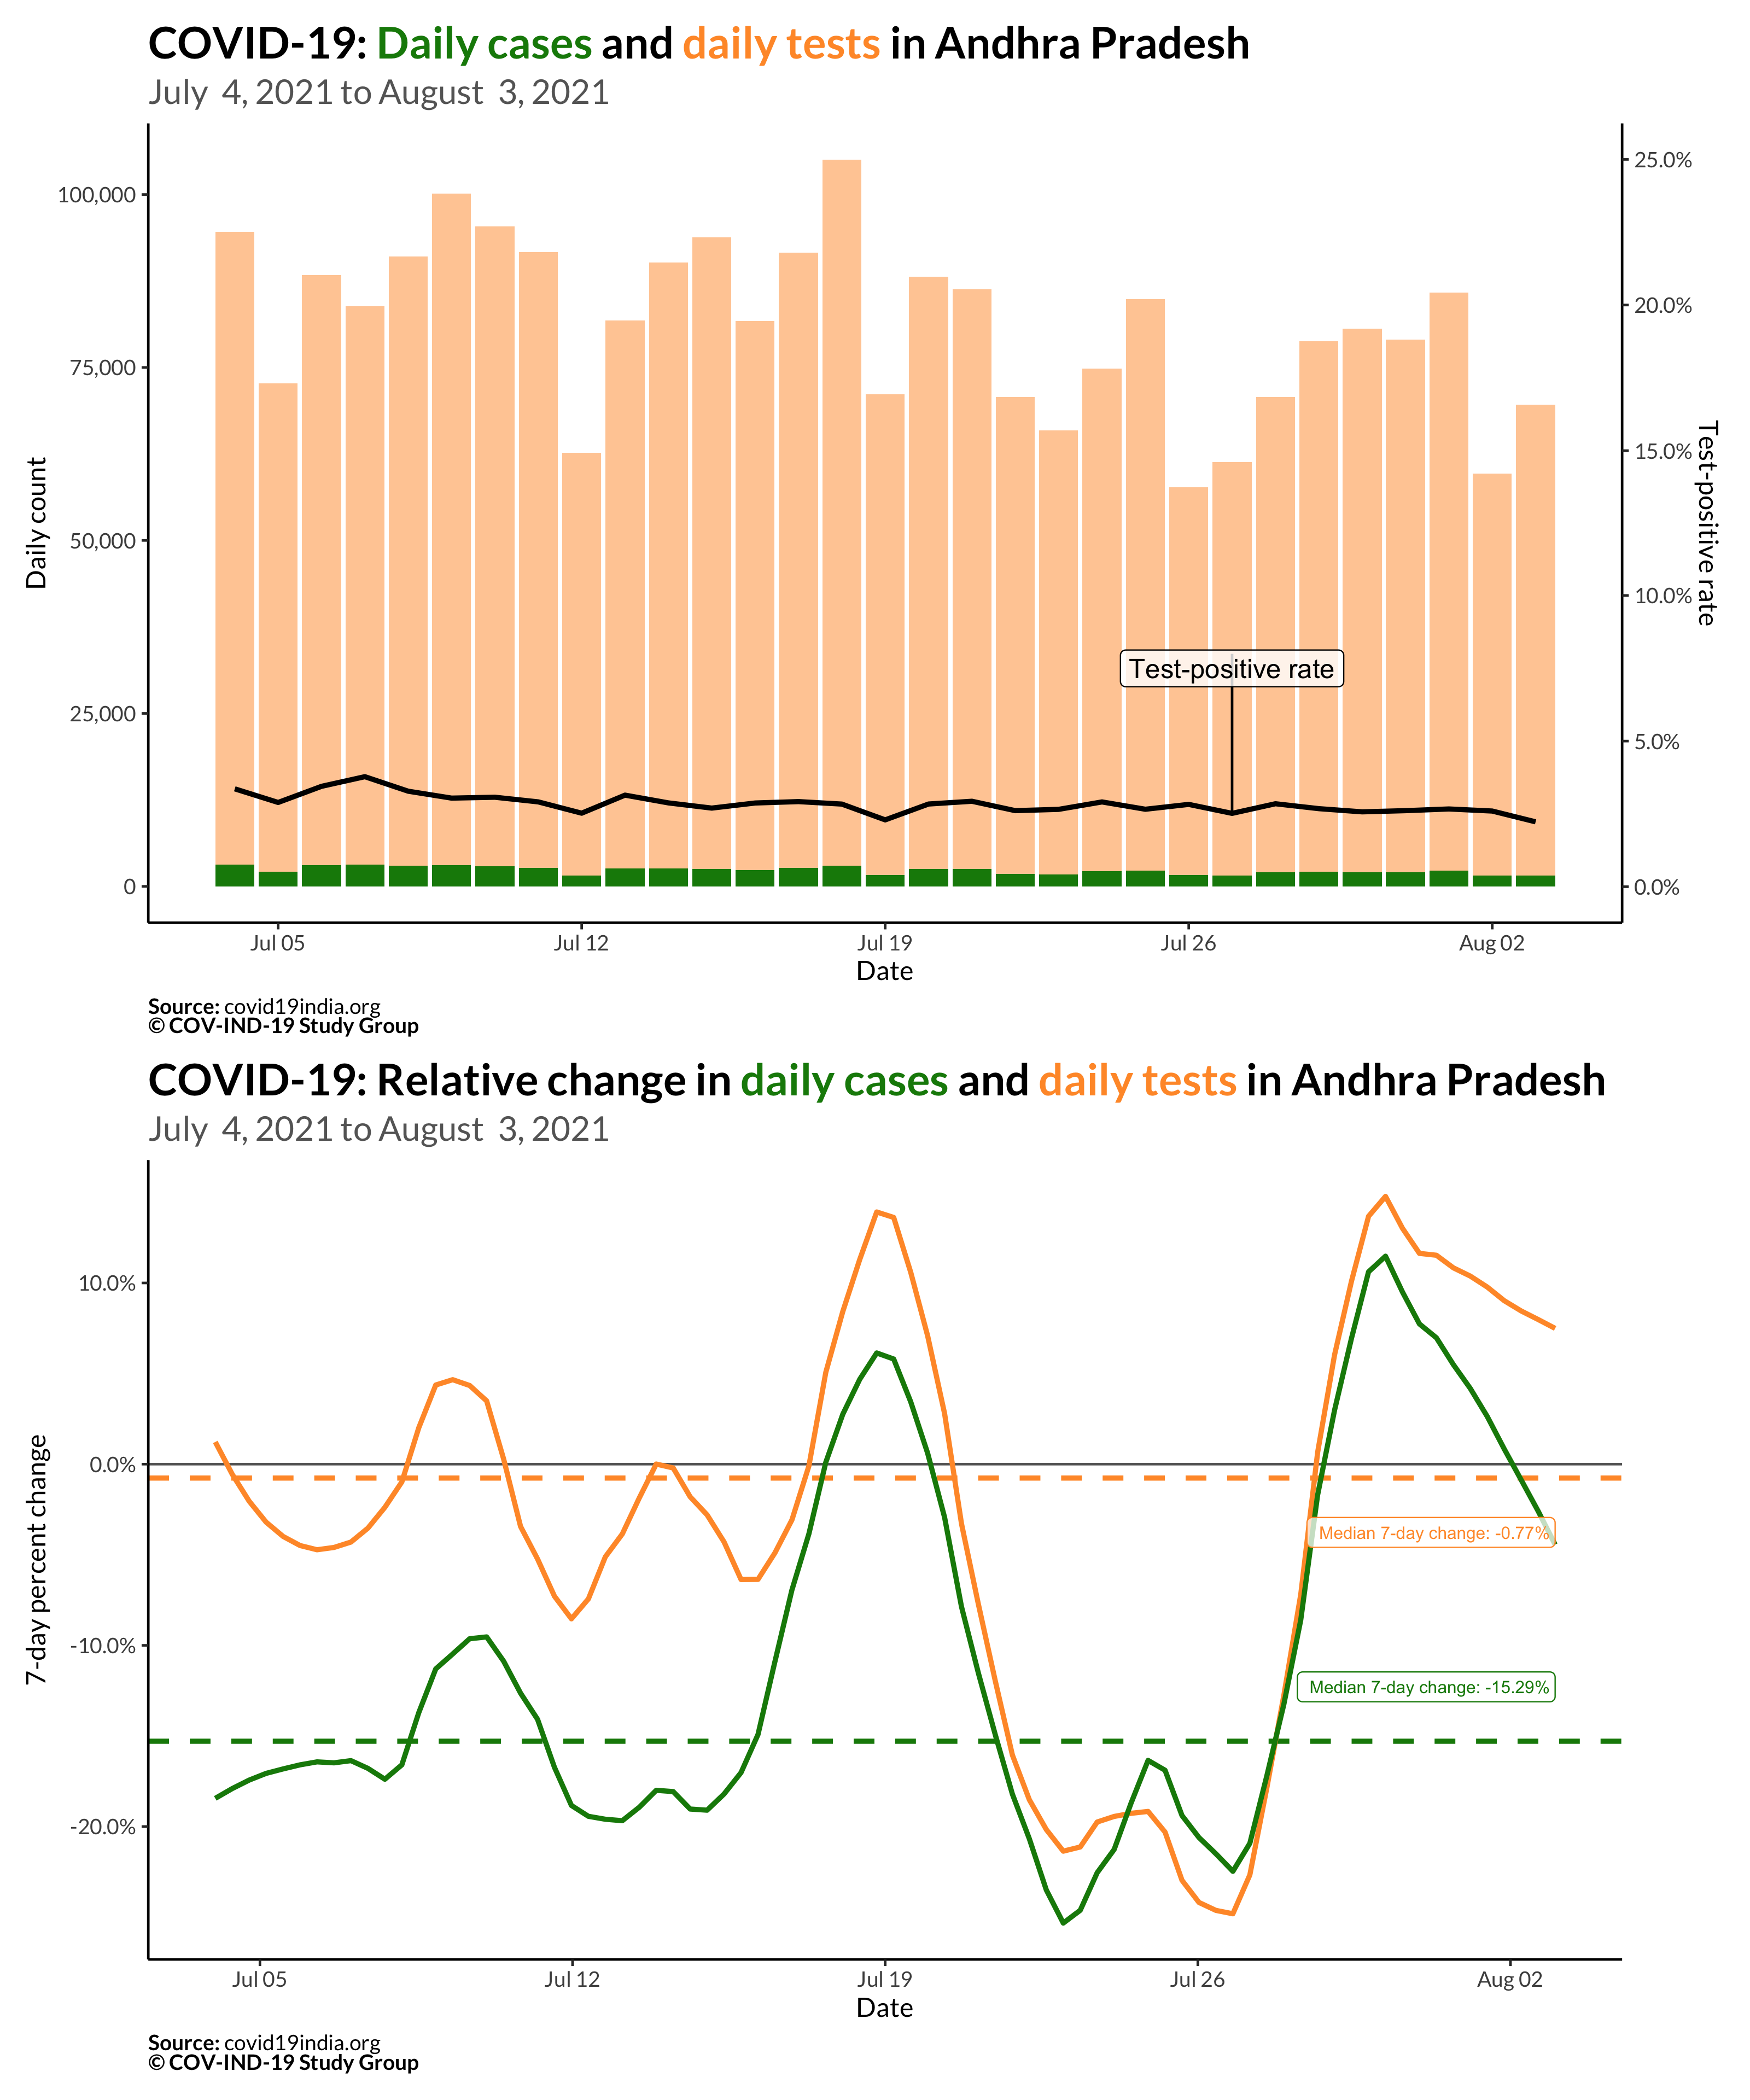 COVID-19: Daily cases and daily tests in Andhra Pradesh
July 4, 2021 to August 3, 2021
100,000
75,000
50,000
25,000
0
Daily count
25.0%
20.0%
15.0%
10.0%
5.0%
0.0%
Test-positive rate
Test-positive rate
Jul 05
Jul 12
Jul 19
Jul 26
Aug 02
Date
Source: covid19india.org
© COV-IND-19 Study Group
COVID-19: Relative change in daily cases and daily tests in Andhra Pradesh
July 4, 2021 to August 3, 2021
10.0%
0.0%
-10.0%
-20.0%
7-day percent change
Median 7-day change: -0.77%
Median 7-day change: -15.29%
Jul 05
Jul 12
Jul 19
Jul 26
Aug 02
Date
Source: covid19india.org
© COV-IND-19 Study Group